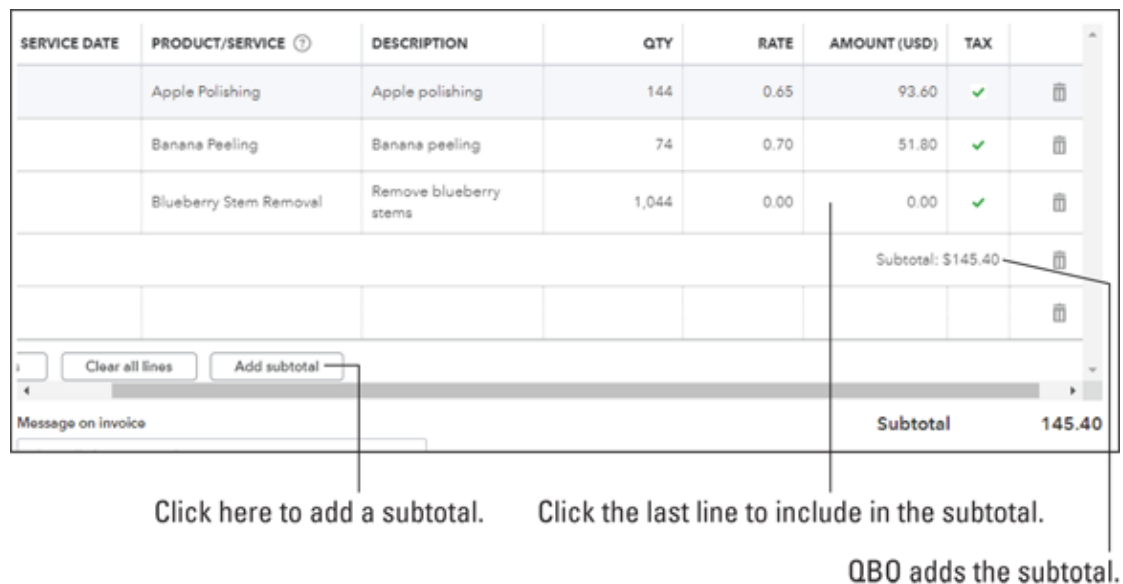 SERVICE DATE PRODUCT/SERVICE ? DESCRIPTION QTY RATE AMOUNT (USD) TAX
Apple Polishing Apple polishing 144 0.65 93.60
Banana Peeling Banana peeling 74 0.70 51.80
Blueberry Stem Removal Remove blueberry stems 1,044 0.00 0.00
Subtotal: $145.40
Clear all lines Add subtotal
Message on invoice Subtotal 145.40
Click here to add a subtotal. Click the last line to include in the subtotal.
QBO adds the subtotal.